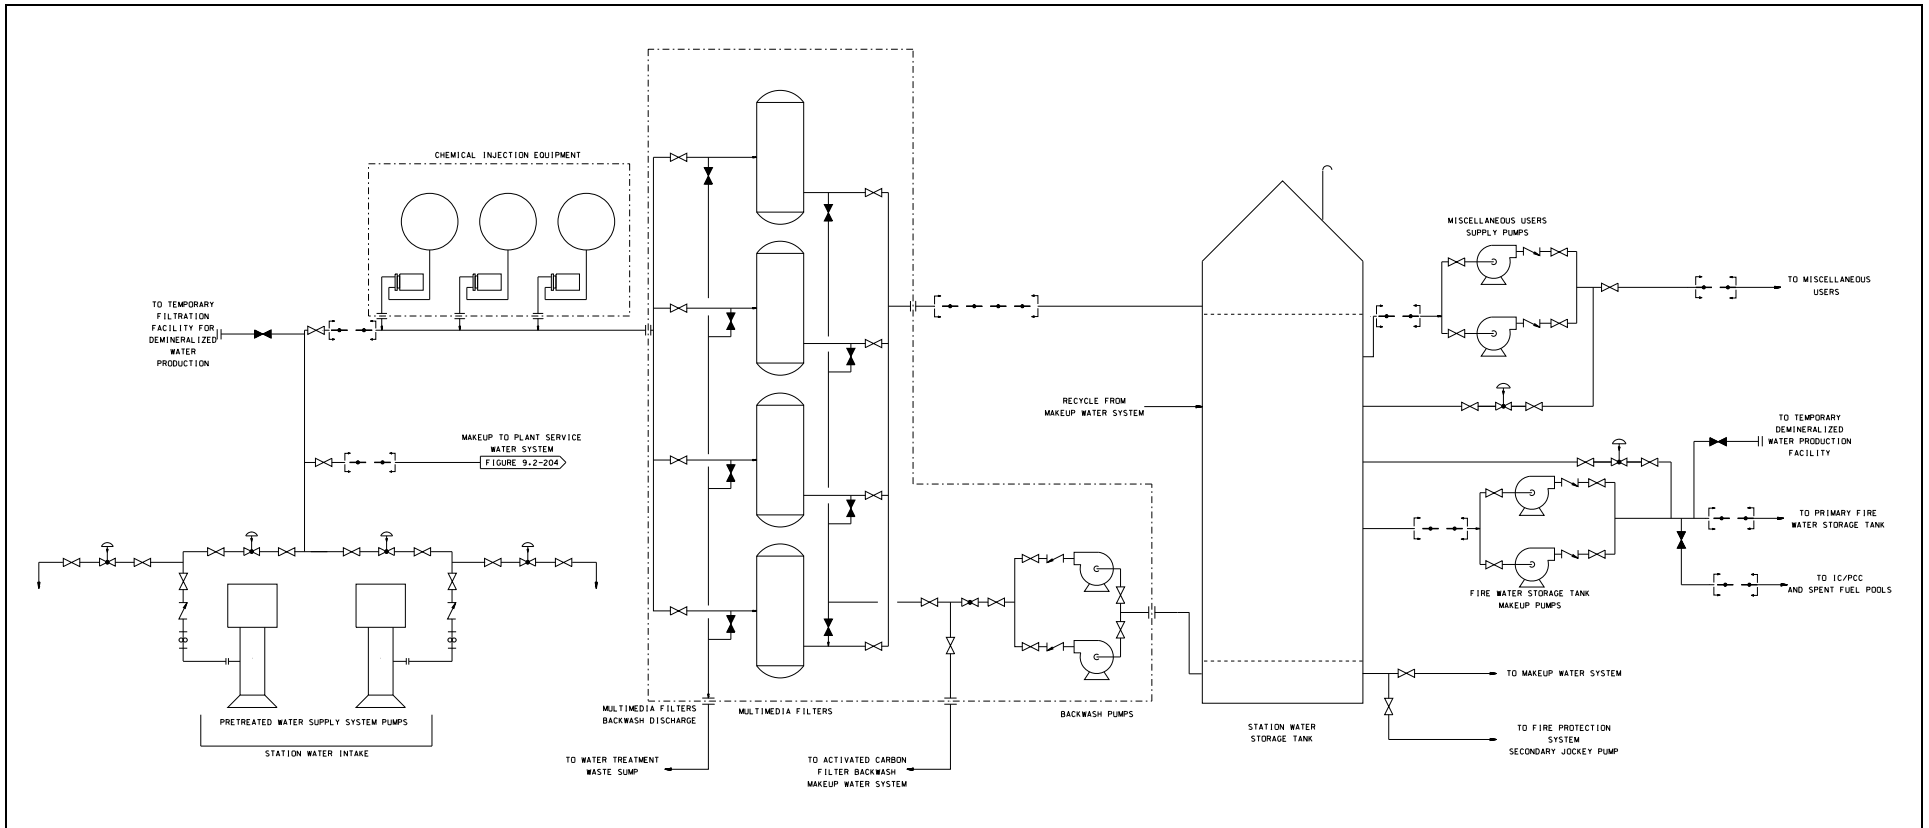 CHEMICAL INJECTION EQUIPMENT
MISCELLANEOUS USERS
SUPPLY PUMPS
TO MISCELLANEOUS
USERS
TO TEMPORARY
FILTRATION
FACILITY FOR
DEMINERALIZED
WATER
PRODUCTION
RECYCLE FROM
MAKEUP WATER SYSTEM
TO TEMPORARY
DEMINERALIZED
WATER PRODUCTION
FACILITY
MAKEUP TO PLANT SERVICE
WATER SYSTEM
FIGURE 9.2-204
TO PRIMARY FIRE
WATER STORAGE TANK
TO IC/PCC
AND SPENT FUEL POOLS
FIRE WATER STORAGE TANK
MAKEUP PUMPS
TO MAKEUP WATER SYSTEM
PRETREATED WATER SUPPLY SYSTEM PUMPS
STATION WATER INTAKE
MULTIMEDIA FILTERS
BACKWASH DISCHARGE
MULTIMEDIA FILTERS
BACKWASH PUMPS
STATION WATER
STORAGE TANK
TO FIRE PROTECTION
SYSTEM
SECONDARY JOCKEY PUMP
TO WATER TREATMENT
WASTE SUMP
TO ACTIVATED CARBON
FILTER BACKWASH
MAKEUP WATER SYSTEM